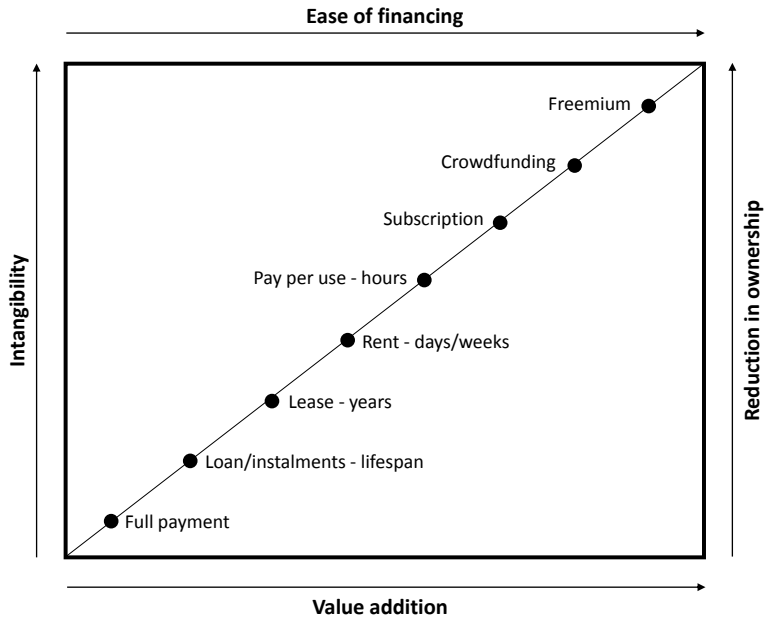 Ease of financing
Freemium
Crowdfunding
Subscription
Pay per use - hours
Rent - days/weeks
Lease - years
Loan/instalments - lifespan
Full payment
Intangibility
Reduction in ownership
Value addition